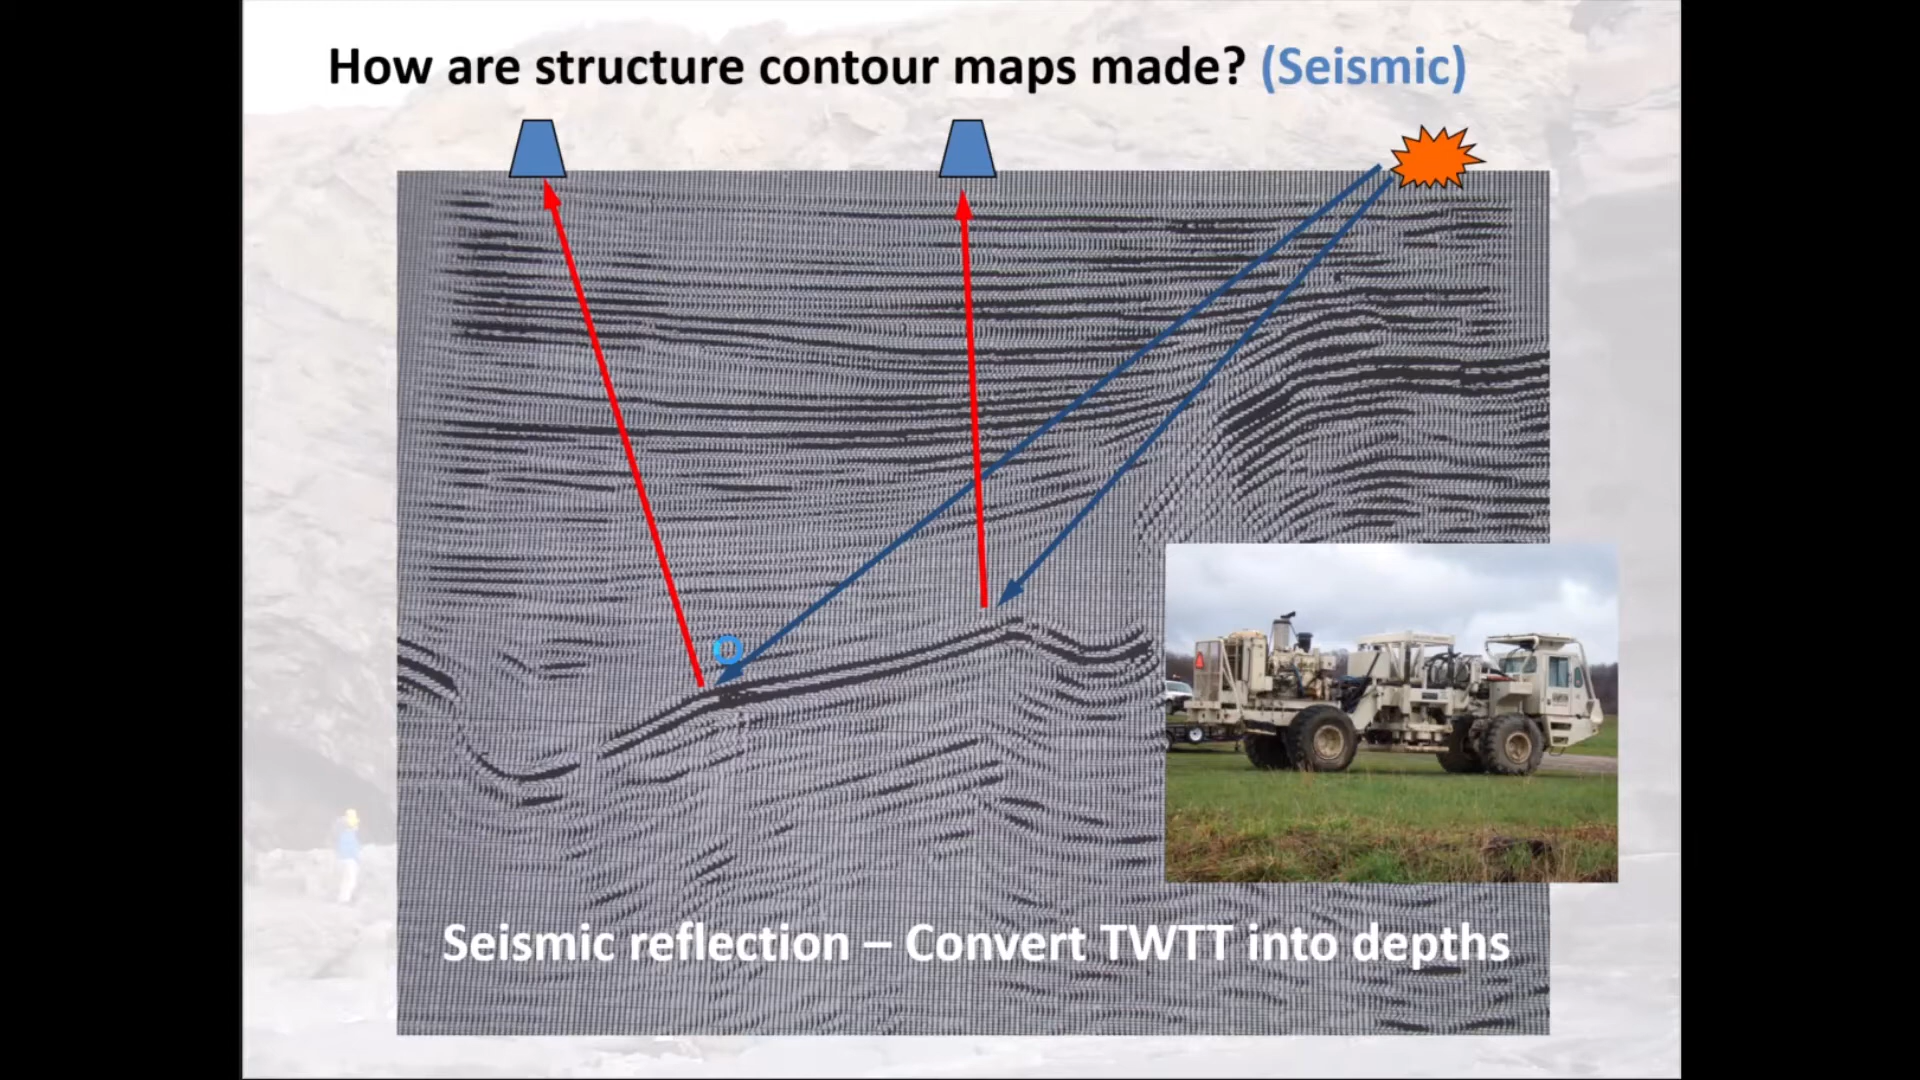 How are structure contour maps made? (Seismic)
Seismic reflection – Convert TWTT into depths